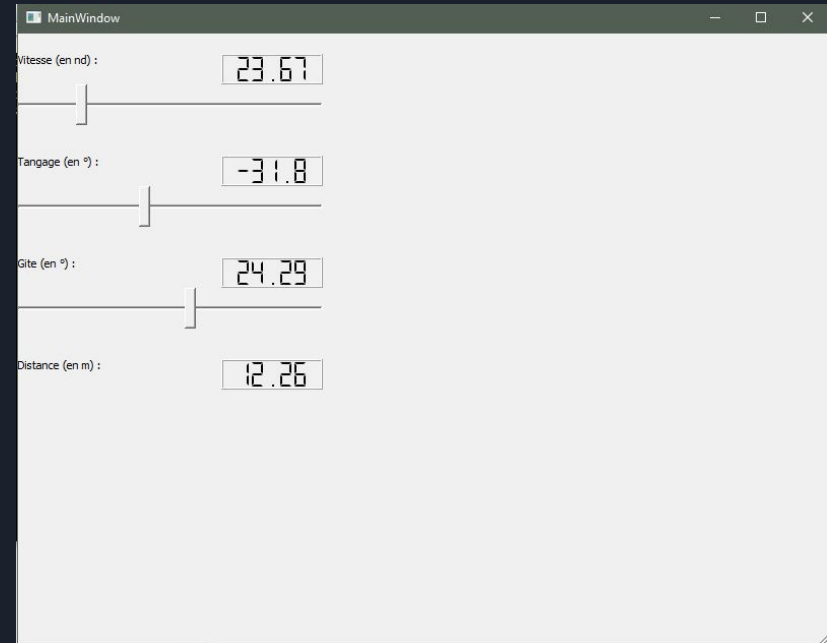 MainWindow
Vitesse (en nd) :
23.67
Tangage (en °) :
-31.8
Gite (en °) :
24.29
Distance (en m) :
12.26